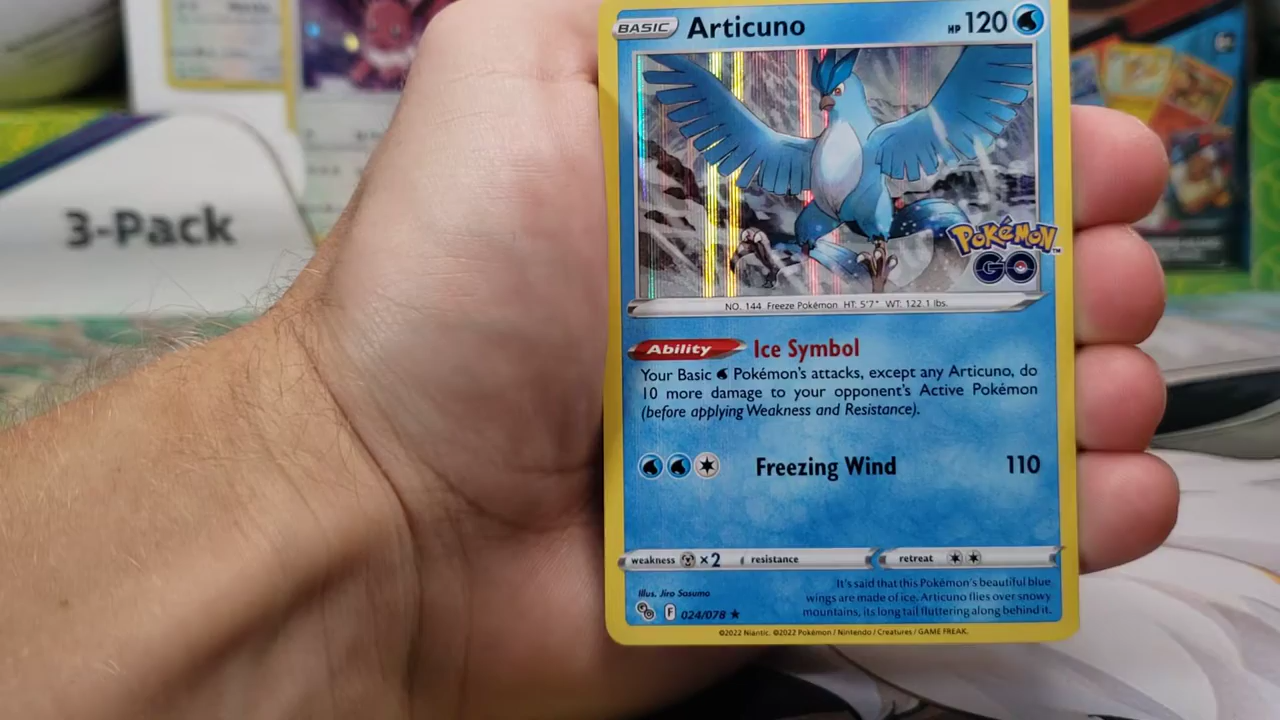 BASIC Articuno HP 120
3-Pack
POKéMON™
GO
NO. 144 Freeze Pokémon HT: 5'7" WT: 122.1 lbs.
Ability Ice Symbol
Your Basic Pokémon's attacks, except any Articuno, do
10 more damage to your opponent's Active Pokémon
(before applying Weakness and Resistance).
Freezing Wind 110
weakness ×2 resistance retreat
It's said that this Pokémon's beautiful blue
wings are made of ice. Articuno flies over snowy
mountains, its long tail fluttering along behind it.
Illus. Jiro Sasumo
F 024/078 ★
©2022 Niantic. ©2022 Pokémon / Nintendo / Creatures / GAME FREAK.